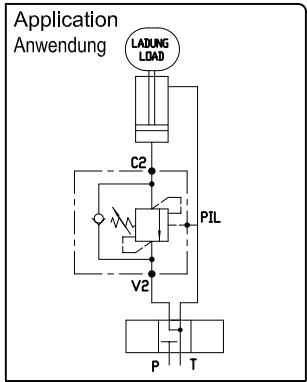 Application
Anwendung
LADUNG
LOAD
C2
PIL
V2
P T